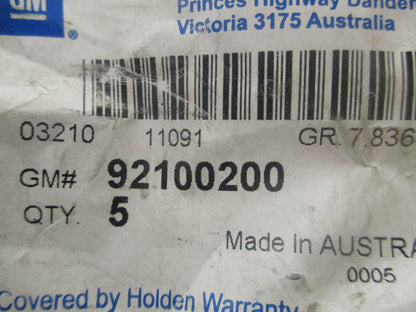 GM
Princes Highway Danden
Victoria 3175 Australia
®
03210 11091 GR. 7.836
GM# 92100200
QTY. 5
Made In AUSTRA
0005
Covered by Holden Warranty